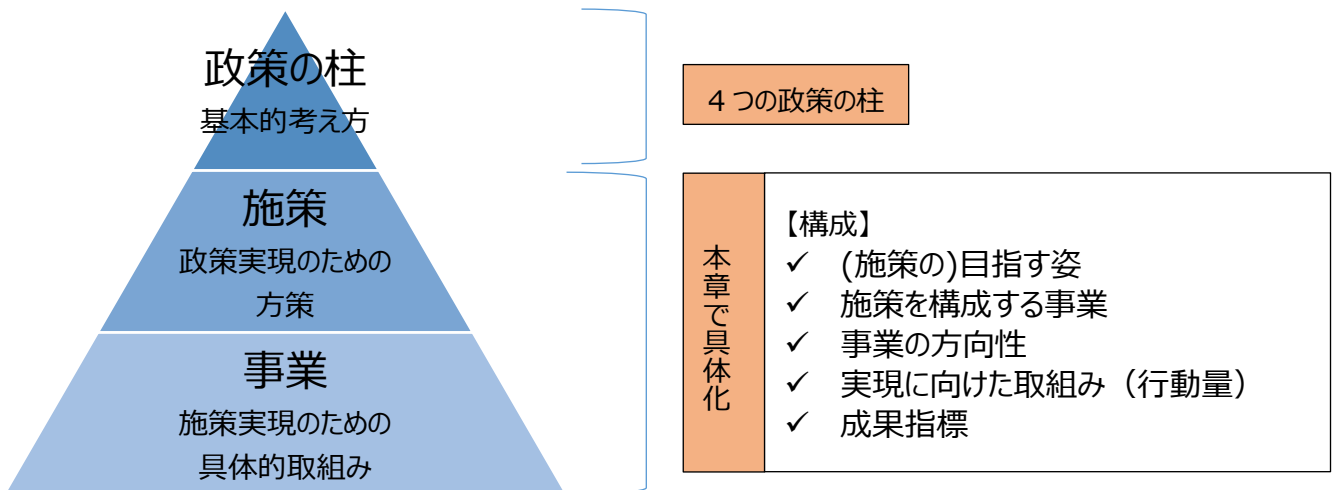 政策の柱
基本的考え方
施策
政策実現のための
方策
事業
施策実現のための
具体的取組み
４つの政策の柱
本章で具体化
【構成】
✓ (施策の)目指す姿
✓ 施策を構成する事業
✓ 事業の方向性
✓ 実現に向けた取組み（行動量）
✓ 成果指標